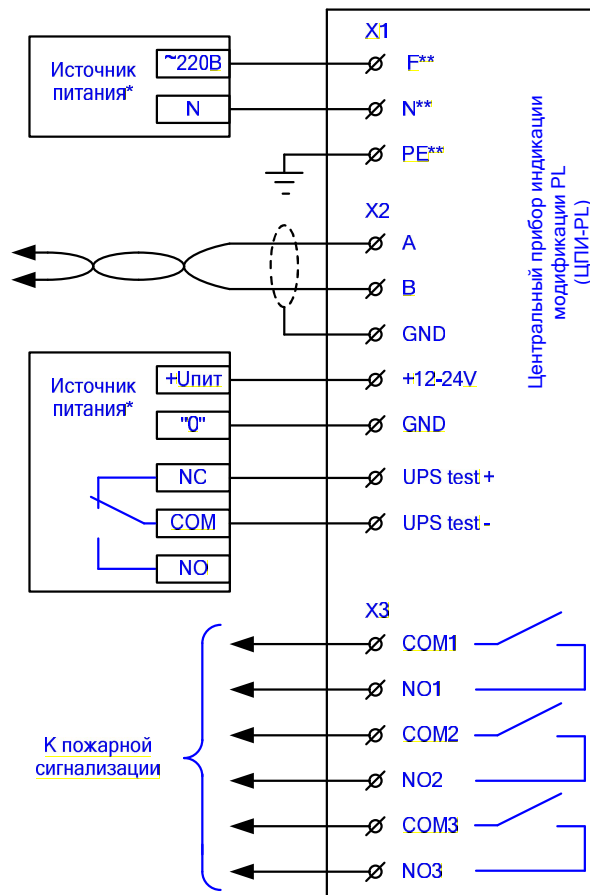 X1
Источник
питания*
~220В
F**
N
N**
PE**
X2
A
B
GND
Источник
питания*
+Uпит
+12-24V
"0"
GND
NC
UPS test +
COM
UPS test -
NO
X3
COM1
NO1
COM2
К пожарной
сигнализации
NO2
COM3
NO3
Центральный прибор индикации
модификации PL
(ЦПИ-PL)